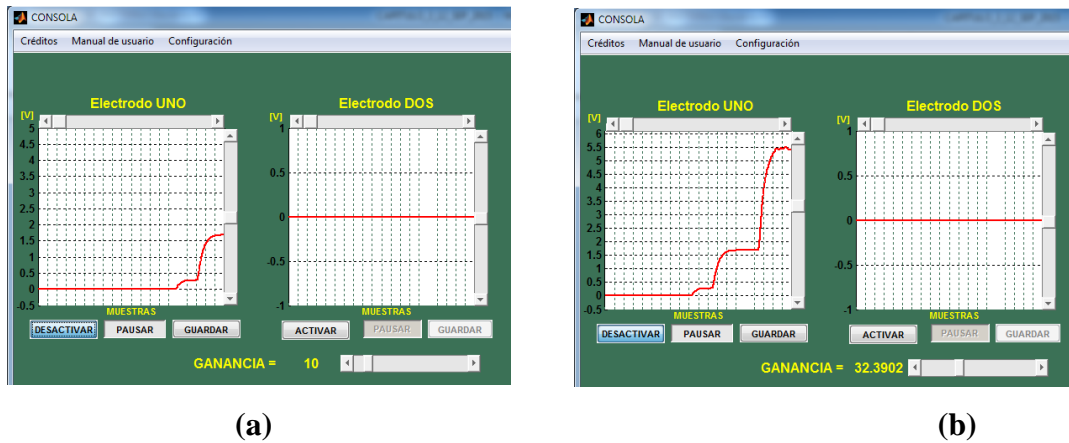 CONSOLA
Créditos Manual de usuario Configuración
Electrodo UNO
Electrodo DOS
[V]
5
4.5
4
3.5
3
2.5
2
1.5
1
0.5
0
-0.5
MUESTRAS
[V]
1
0.5
0
-0.5
-1
MUESTRAS
DESACTIVAR PAUSAR GUARDAR
ACTIVAR PAUSAR GUARDAR
GANANCIA = 10
(a)
CONSOLA
Créditos Manual de usuario Configuración
Electrodo UNO
Electrodo DOS
[V]
6
5.5
5
4.5
4
3.5
3
2.5
2
1.5
1
0.5
0
-0.5
MUESTRAS
[V]
1
0.5
0
-0.5
-1
MUESTRAS
DESACTIVAR PAUSAR GUARDAR
ACTIVAR PAUSAR GUARDAR
GANANCIA = 32.3902
(b)